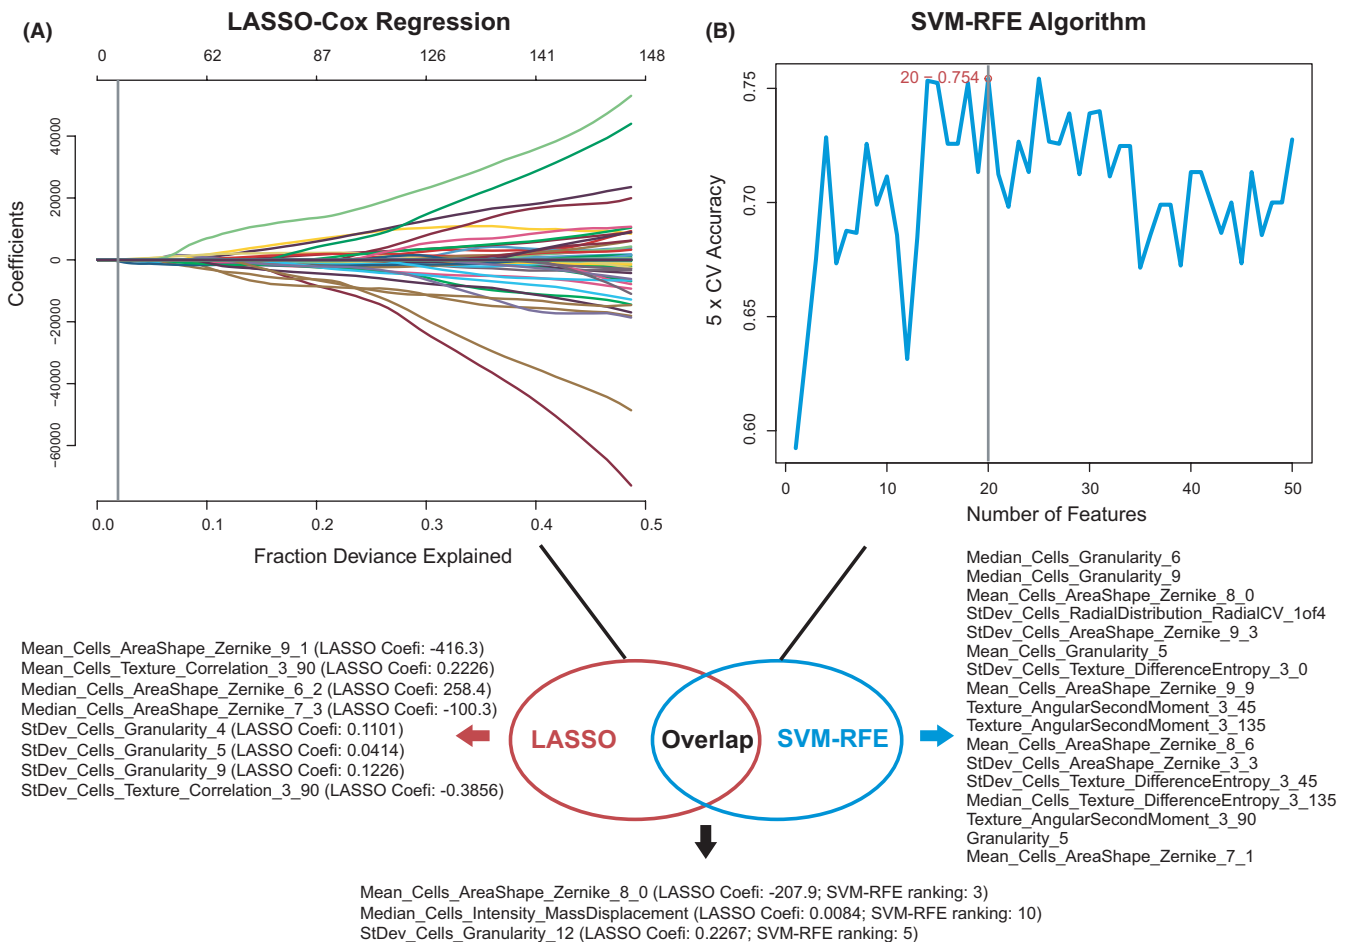 (A)
LASSO-Cox Regression
0 62 87 126 141 148
Coefficients
40000
20000
0
−20000
−40000
−60000
0.0 0.1 0.2 0.3 0.4 0.5
Fraction Deviance Explained
(B)
SVM-RFE Algorithm
20 − 0.754
5 x CV Accuracy
0.75
0.70
0.65
0.60
0 10 20 30 40 50
Number of Features
Mean_Cells_AreaShape_Zernike_9_1 (LASSO Coefi: -416.3)
Mean_Cells_Texture_Correlation_3_90 (LASSO Coefi: 0.2226)
Median_Cells_AreaShape_Zernike_6_2 (LASSO Coefi: 258.4)
Median_Cells_AreaShape_Zernike_7_3 (LASSO Coefi: -100.3)
StDev_Cells_Granularity_4 (LASSO Coefi: 0.1101)
StDev_Cells_Granularity_5 (LASSO Coefi: 0.0414)
StDev_Cells_Granularity_9 (LASSO Coefi: 0.1226)
StDev_Cells_Texture_Correlation_3_90 (LASSO Coefi: -0.3856)
LASSO
Overlap
SVM-RFE
Median_Cells_Granularity_6
Median_Cells_Granularity_9
Mean_Cells_AreaShape_Zernike_8_0
StDev_Cells_RadialDistribution_RadialCV_1of4
StDev_Cells_AreaShape_Zernike_9_3
Mean_Cells_Granularity_5
StDev_Cells_Texture_DifferenceEntropy_3_0
Mean_Cells_AreaShape_Zernike_9_9
Texture_AngularSecondMoment_3_45
Texture_AngularSecondMoment_3_135
Mean_Cells_AreaShape_Zernike_8_6
StDev_Cells_AreaShape_Zernike_3_3
StDev_Cells_Texture_DifferenceEntropy_3_45
Median_Cells_Texture_DifferenceEntropy_3_135
Texture_AngularSecondMoment_3_90
Granularity_5
Mean_Cells_AreaShape_Zernike_7_1
Mean_Cells_AreaShape_Zernike_8_0 (LASSO Coefi: -207.9; SVM-RFE ranking: 3)
Median_Cells_Intensity_MassDisplacement (LASSO Coefi: 0.0084; SVM-RFE ranking: 10)
StDev_Cells_Granularity_12 (LASSO Coefi: 0.2267; SVM-RFE ranking: 5)